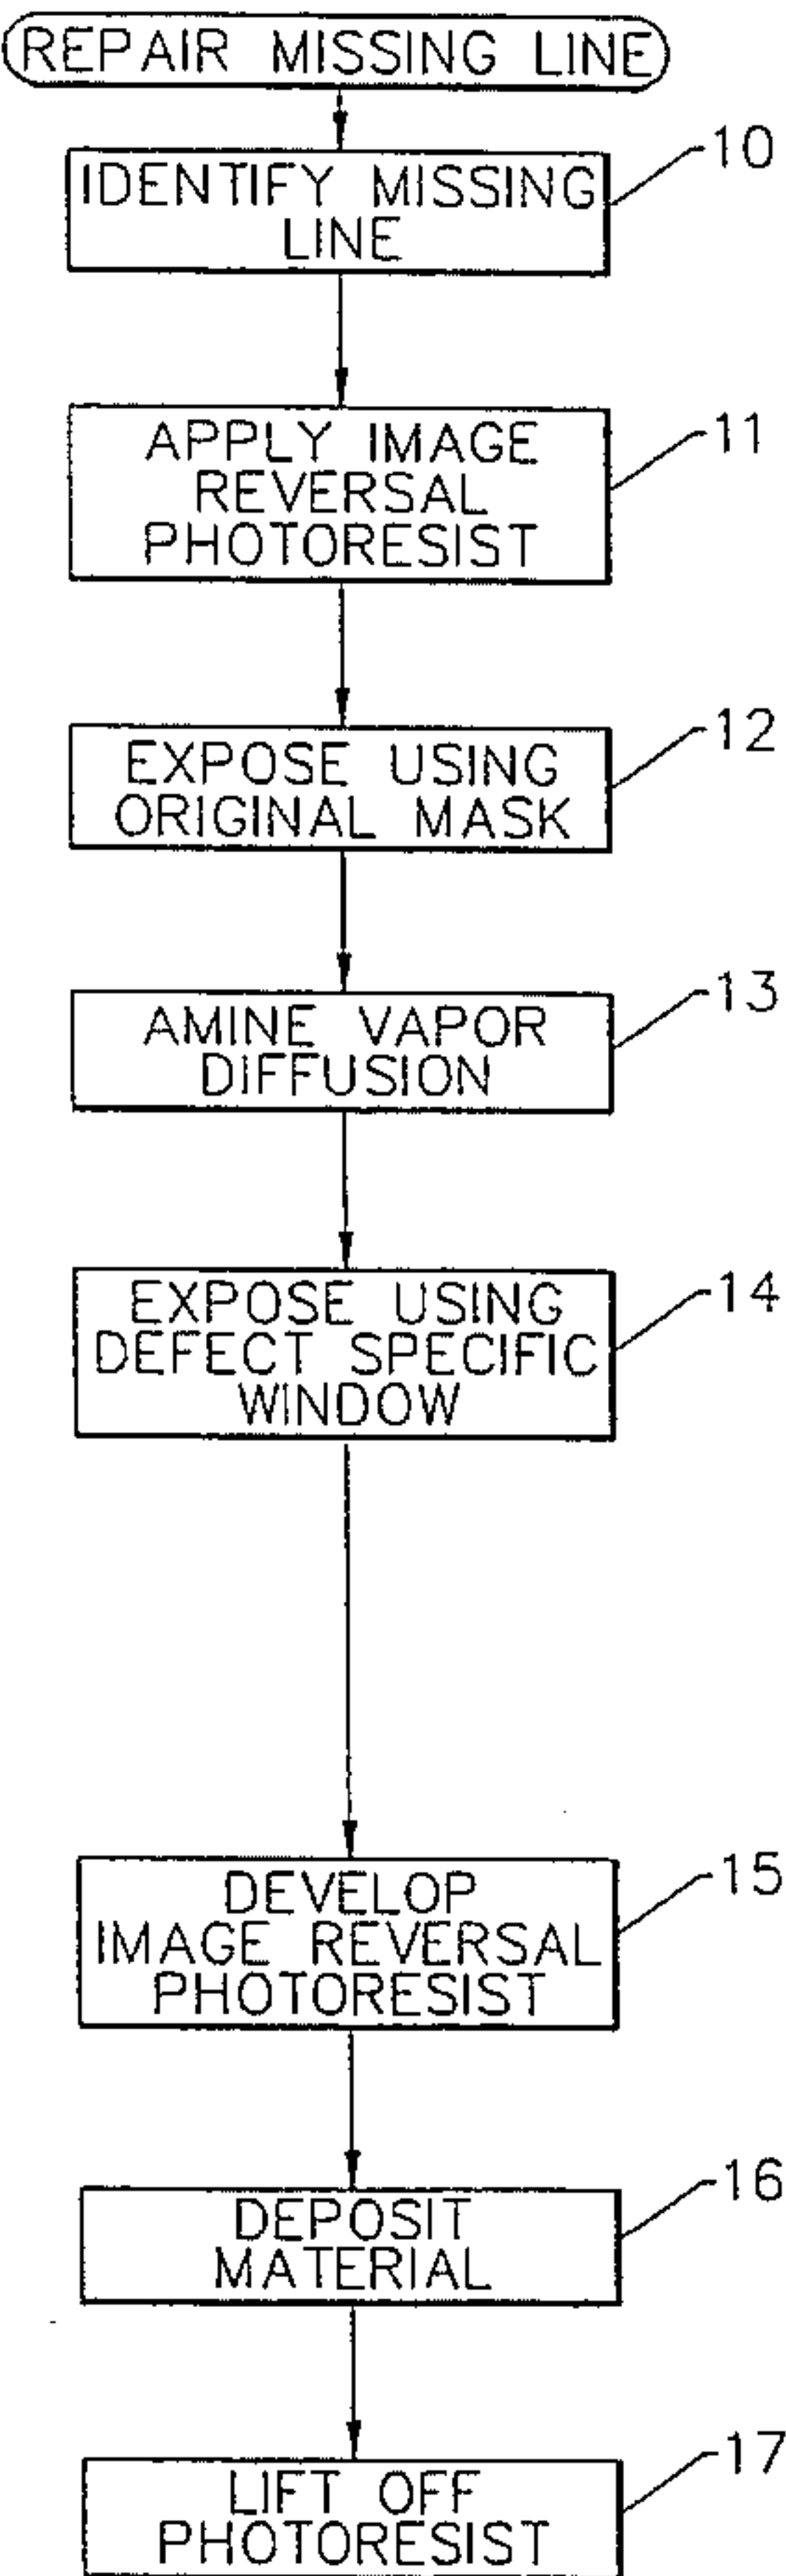 REPAIR MISSING LINE
10
IDENTIFY MISSING
LINE
11
APPLY IMAGE
REVERSAL
PHOTORESIST
12
EXPOSE USING
ORIGINAL MASK
13
AMINE VAPOR
DIFFUSION
14
EXPOSE USING
DEFECT SPECIFIC
WINDOW
15
DEVELOP
IMAGE REVERSAL
PHOTORESIST
16
DEPOSIT
MATERIAL
17
LIFT OFF
PHOTORESIST